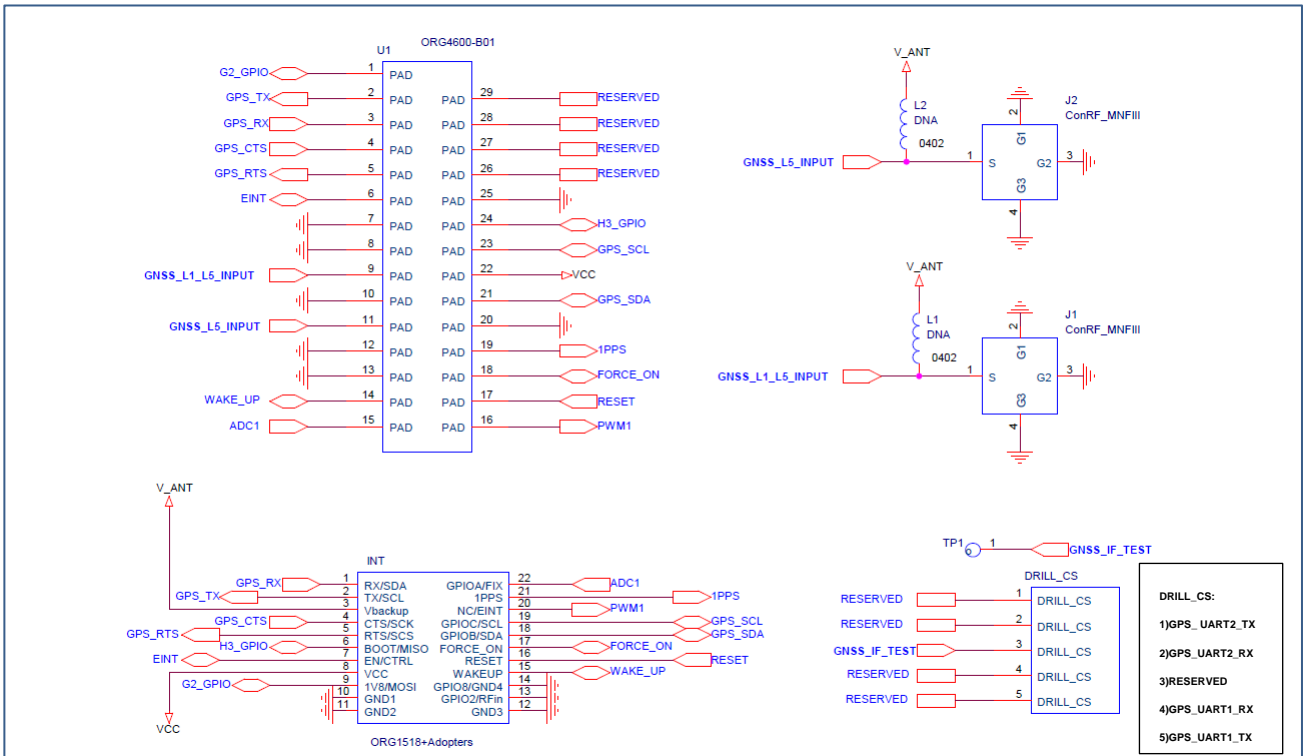 ORG4600-B01
U1
G2_GPIO 1 PAD
GPS_TX 2 PAD PAD 29 RESERVED
GPS_RX 3 PAD PAD 28 RESERVED
GPS_CTS 4 PAD PAD 27 RESERVED
GPS_RTS 5 PAD PAD 26 RESERVED
EINT 6 PAD PAD 25
7 PAD PAD 24 H3_GPIO
8 PAD PAD 23 GPS_SCL
GNSS_L1_L5_INPUT 9 PAD PAD 22 VCC
10 PAD PAD 21 GPS_SDA
GNSS_L5_INPUT 11 PAD PAD 20
12 PAD PAD 19 1PPS
13 PAD PAD 18 FORCE_ON
WAKE_UP 14 PAD PAD 17 RESET
ADC1 15 PAD PAD 16 PWM1
V_ANT
L2
DNA
0402
GNSS_L5_INPUT
J2
ConRF_MNFIII
2
G1
1 S G2 3
G3
4
V_ANT
L1
DNA
0402
GNSS_L1_L5_INPUT
J1
ConRF_MNFIII
2
G1
1 S G2 3
G3
4
V_ANT
INT
GPS_RX 1 RX/SDA GPIOA/FIX 22 ADC1
GPS_TX 2 TX/SCL 1PPS 21 1PPS
3 Vbackup NC/EINT 20 PWM1
GPS_CTS 4 CTS/SCK GPIOC/SCL 19 GPS_SCL
GPS_RTS 5 RTS/SCS GPIOB/SDA 18 GPS_SDA
H3_GPIO 6 BOOT/MISO FORCE_ON 17 FORCE_ON
EINT 7 EN/CTRL RESET 16 RESET
8 VCC WAKEUP 15 WAKE_UP
G2_GPIO 9 1V8/MOSI GPIO8/GND4 14
10 GND1 GPIO2/RFin 13
11 GND2 GND3 12
VCC
ORG1518+Adopters
TP1 1 GNSS_IF_TEST
DRILL_CS
RESERVED 1 DRILL_CS
RESERVED 2 DRILL_CS
GNSS_IF_TEST 3 DRILL_CS
RESERVED 4 DRILL_CS
RESERVED 5 DRILL_CS
DRILL_CS:
1)GPS_ UART2_TX
2)GPS_UART2_RX
3)RESERVED
4)GPS_UART1_RX
5)GPS_UART1_TX